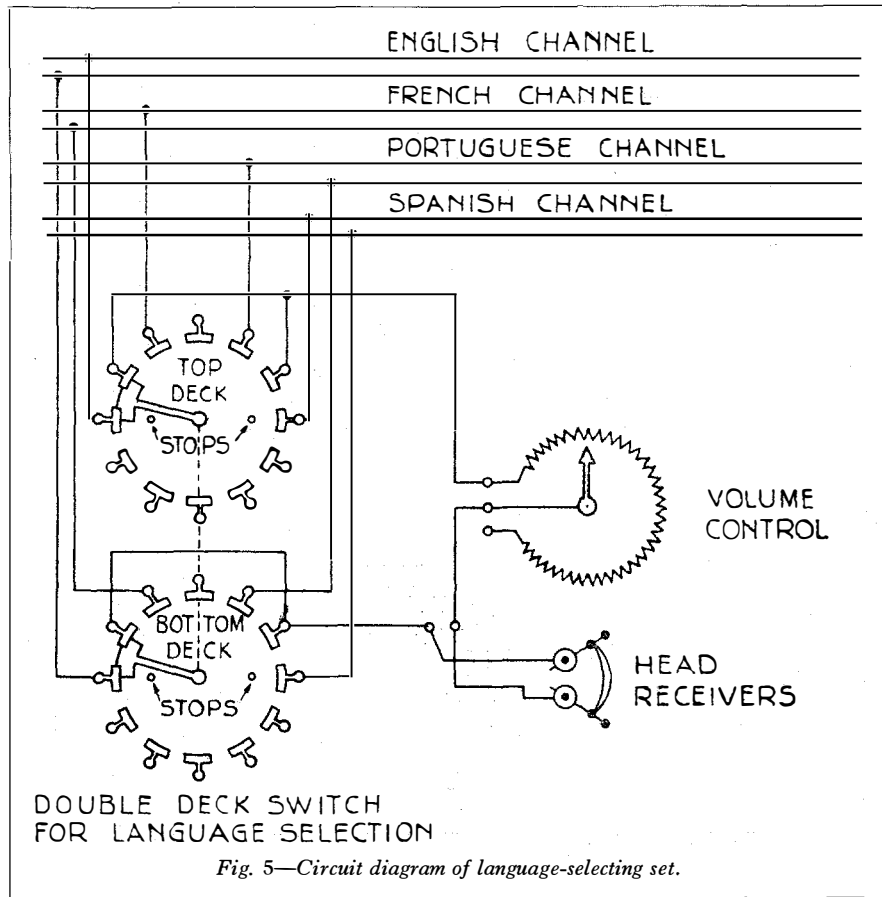 ENGLISH CHANNEL
FRENCH CHANNEL
PORTUGUESE CHANNEL
SPANISH CHANNEL
TOP
DECK
STOPS
VOLUME
CONTROL
BOTTOM
DECK
STOPS
HEAD
RECEIVERS
DOUBLE DECK SWITCH
FOR LANGUAGE SELECTION
Fig. 5—Circuit diagram of language-selecting set.